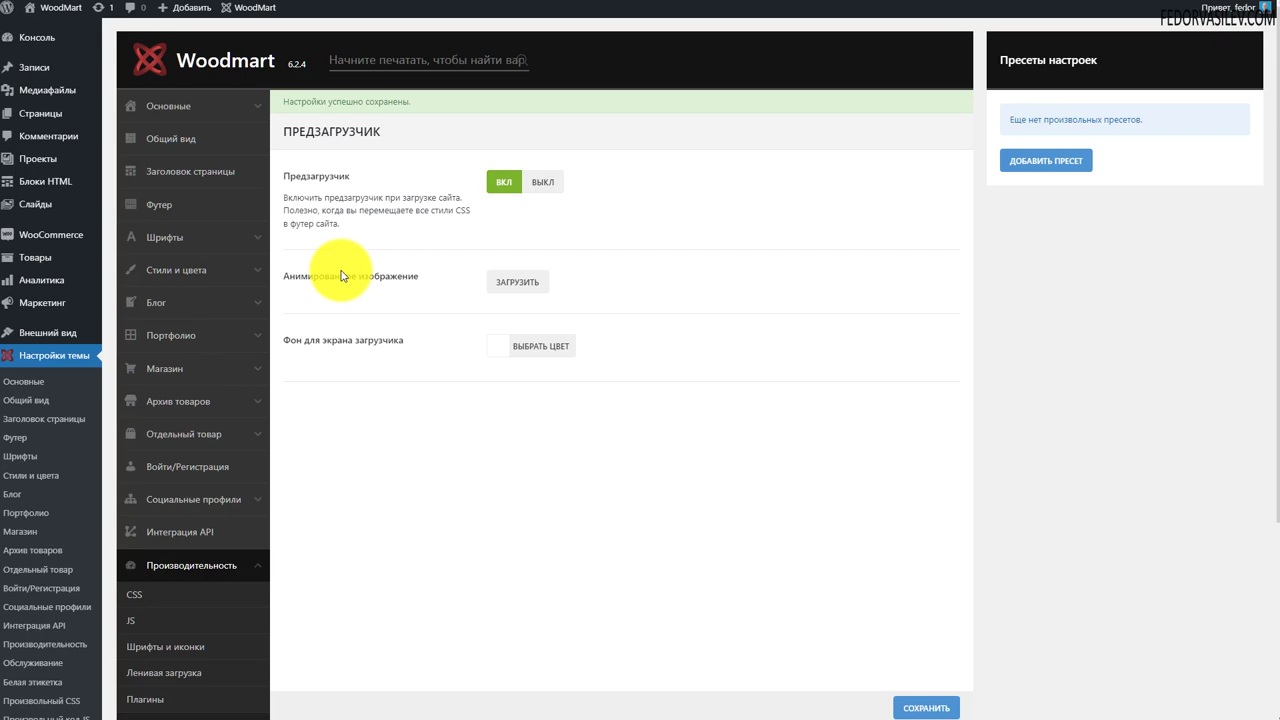 WoodMart
1
0
Добавить
WoodMart
Привет, fedor
FEDORVASILEV.COM
Консоль
Записи
Медиафайлы
Страницы
Комментарии
Проекты
Блоки HTML
Слайды
WooCommerce
Товары
Аналитика
Маркетинг
Внешний вид
Настройки темы
Основные
Общий вид
Заголовок страницы
Футер
Шрифты
Стили и цвета
Блог
Портфолио
Магазин
Архив товаров
Отдельный товар
Войти/Регистрация
Социальные профили
Интеграция API
Производительность
Обслуживание
Белая этикетка
Произвольный CSS
Произвольный код JS
Woodmart
6.2.4
Начните печатать, чтобы найти вар
Основные
Общий вид
Заголовок страницы
Футер
Шрифты
Стили и цвета
Блог
Портфолио
Магазин
Архив товаров
Отдельный товар
Войти/Регистрация
Социальные профили
Интеграция API
Производительность
CSS
JS
Шрифты и иконки
Ленивая загрузка
Плагины
Настройки успешно сохранены.
ПРЕДЗАГРУЗЧИК
Предзагрузчик
ВКЛ
ВЫКЛ
Включить предзагрузчик при загрузке сайта.
Полезно, когда вы перемещаете все стили CSS
в футер сайта.
Анимированное изображение
ЗАГРУЗИТЬ
Фон для экрана загрузчика
ВЫБРАТЬ ЦВЕТ
СОХРАНИТЬ
Пресеты настроек
Еще нет произвольных пресетов.
ДОБАВИТЬ ПРЕСЕТ